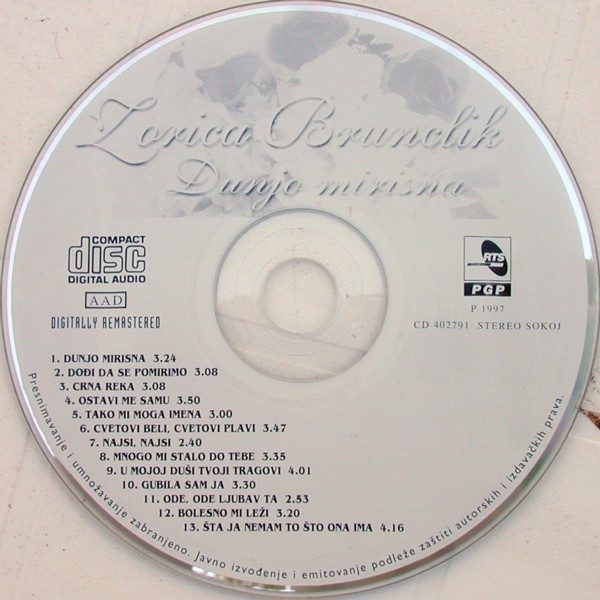 Zorica Brunclik
Dunjo mirisna
COMPACT
disc
DIGITAL AUDIO
AAD
DIGITALLY REMASTERED
RTS
PGP
P 1997
CD 402791 STEREO SOKOJ
1. DUNJO MIRISNA 3.24
2. DOĐI DA SE POMIRIMO 3.08
3. CRNA REKA 3.08
4. OSTAVI ME SAMU 3.50
5. TAKO MI MOGA IMENA 3.00
6. CVETOVI BELI, CVETOVI PLAVI 3.47
7. NAJSI, NAJSI 2.40
8. MNOGO MI STALO DO TEBE 3.35
9. U MOJOJ DUŠI TVOJI TRAGOVI 4.01
10. GUBILA SAM JA 3.30
11. ODE, ODE LJUBAV TA 2.53
12. BOLESNO MI LEŽI 3.20
13. ŠTA JA NEMAM TO ŠTO ONA IMA 4.16
Presnimavanje i umnožavanje zabranjeno. Javno izvođenje i emitovanje podleže zaštiti autorskih i izdavačkih prava.